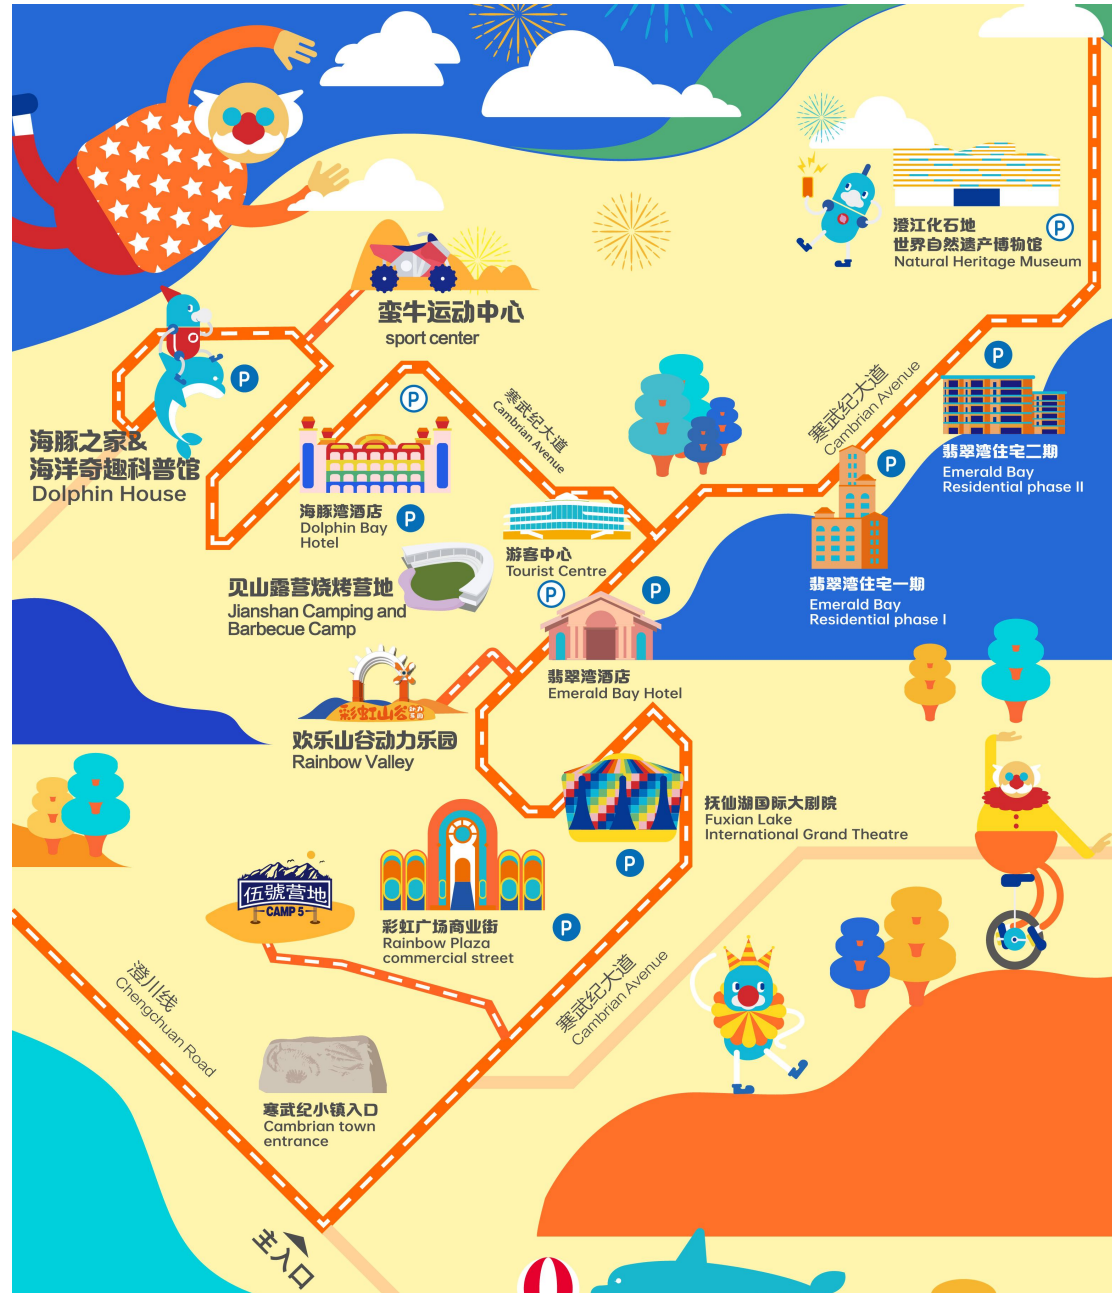 澄江化石地
世界自然遗产博物馆
Natural Heritage Museum
P
蛮牛运动中心
sport center
P
P
寒武纪大道
Cambrian Avenue
寒武纪大道
Cambrian Avenue
P
翡翠湾住宅二期
Emerald Bay
Residential phase II
海豚之家&
海洋奇趣科普馆
Dolphin House
P
P
海豚湾酒店
Dolphin Bay
Hotel
P
游客中心
Tourist Centre
P
见山露营烧烤营地
Jianshan Camping and
Barbecue Camp
P
翡翠湾住宅一期
Emerald Bay
Residential phase I
翡翠湾酒店
Emerald Bay Hotel
彩虹山谷
动力
乐园
欢乐山谷动力乐园
Rainbow Valley
抚仙湖国际大剧院
Fuxian Lake
International Grand Theatre
P
伍號营地
CAMP 5
彩虹广场商业街
Rainbow Plaza
commercial street
P
澄川线
Chengchuan Road
寒武纪大道
Cambrian Avenue
寒武纪小镇入口
Cambrian town
entrance
主入口